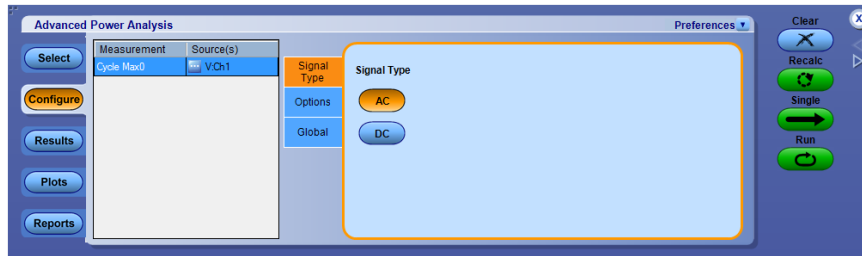 Advanced Power Analysis
Preferences
Clear
X
Select
Measurement Source(s)
Cycle Max0 V:Ch1
Signal Type
Signal Type
Recalc
Configure
Options
AC
Single
Results
Global
DC
Run
Plots
Reports